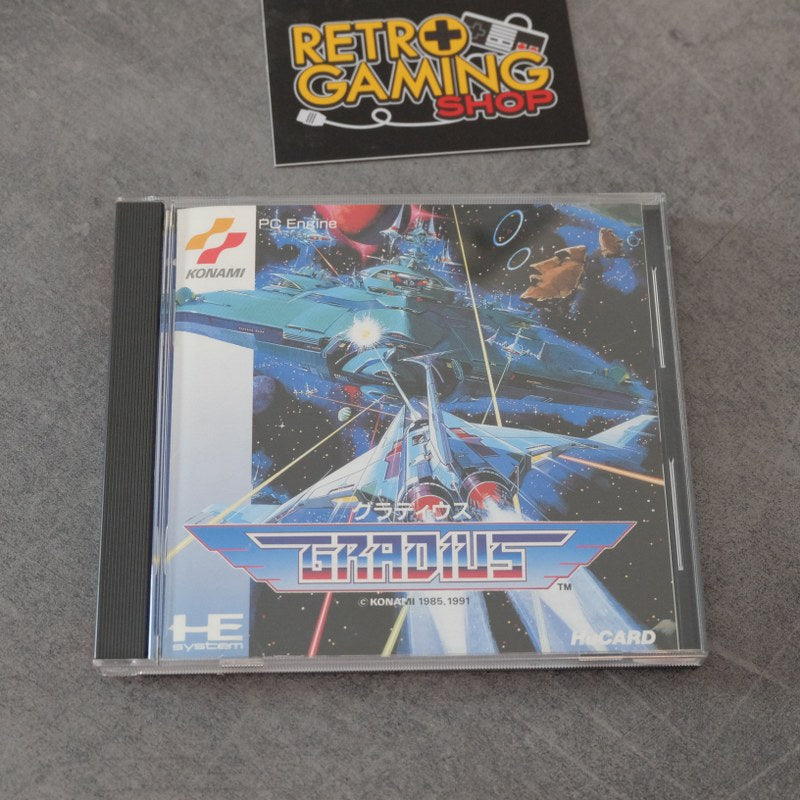 RETRO
GAMING
SHOP
PC Engine
KONAMI
グラディウス
GRADIUS
TM
© KONAMI 1985, 1991
HE
system
HuCARD